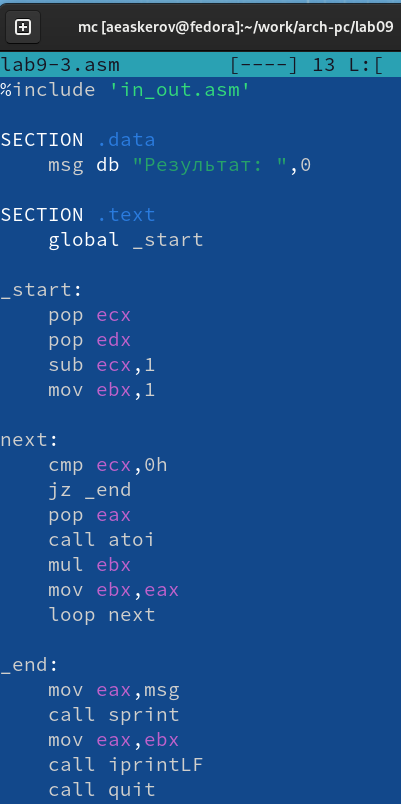 mc [aeaskerov@fedora]:~/work/arch-pc/lab09
lab9-3.asm [----] 13 L:[
%include 'in_out.asm'
SECTION .data
msg db "Результат: ",0
SECTION .text
global _start
_start:
pop ecx
pop edx
sub ecx,1
mov ebx,1
next:
cmp ecx,0h
jz _end
pop eax
call atoi
mul ebx
mov ebx,eax
loop next
_end:
mov eax,msg
call sprint
mov eax,ebx
call iprintLF
call quit